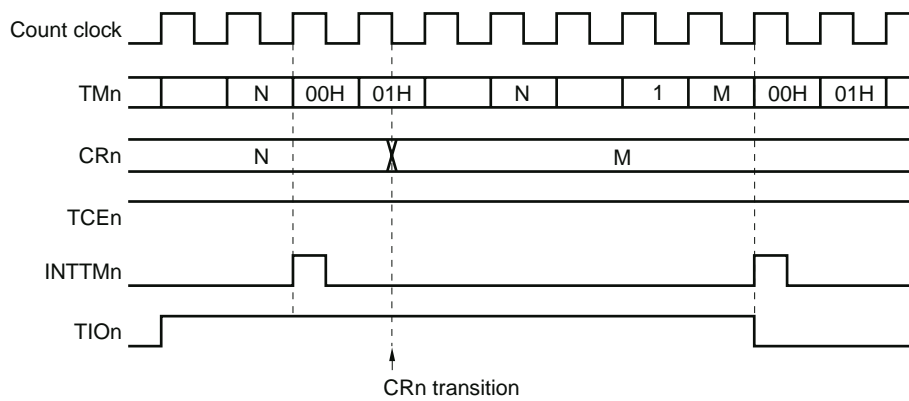 Count clock
TMn N 00H 01H N 1 M 00H 01H
CRn N M
TCEn
INTTMn
TIOn
CRn transition